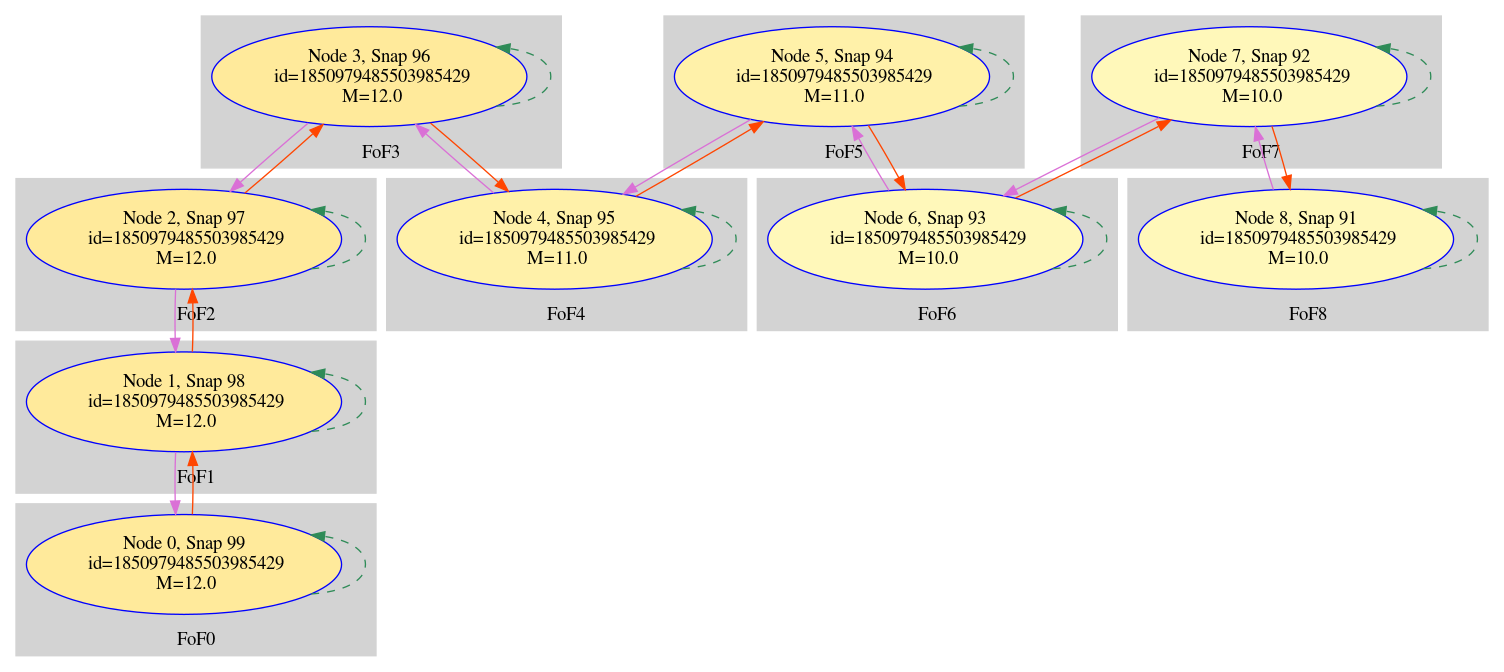 Node 3, Snap 96
id=1850979485503985429
M=12.0
FoF3
Node 5, Snap 94
id=1850979485503985429
M=11.0
FoF5
Node 7, Snap 92
id=1850979485503985429
M=10.0
FoF7
Node 2, Snap 97
id=1850979485503985429
M=12.0
FoF2
Node 4, Snap 95
id=1850979485503985429
M=11.0
FoF4
Node 6, Snap 93
id=1850979485503985429
M=10.0
FoF6
Node 8, Snap 91
id=1850979485503985429
M=10.0
FoF8
Node 1, Snap 98
id=1850979485503985429
M=12.0
FoF1
Node 0, Snap 99
id=1850979485503985429
M=12.0
FoF0